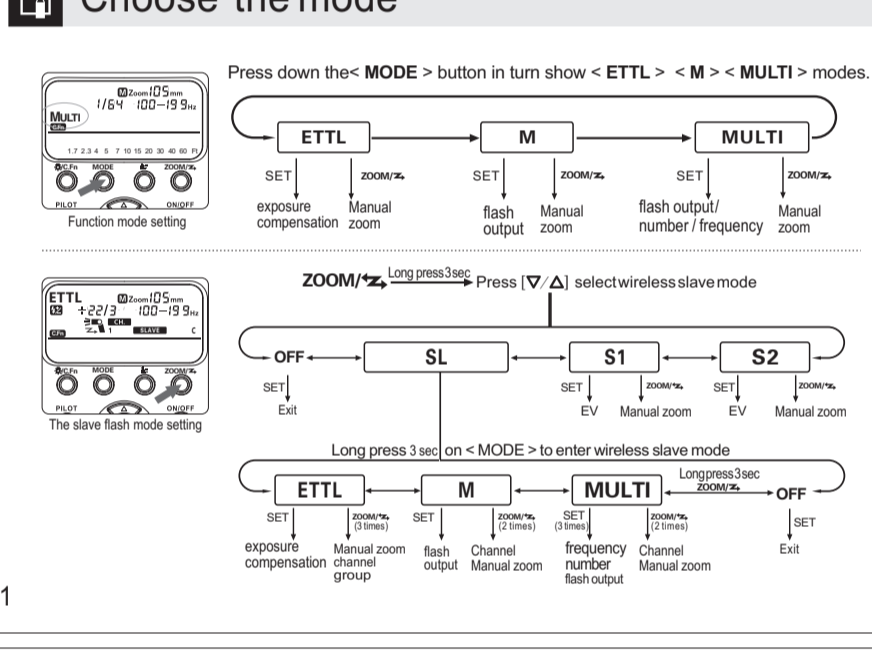 Choose the mode
Press down the< MODE > button in turn show < ETTL > < M > < MULTI > modes.
M Zoom 105mm
1/64 100-199Hz
MULTI
C.Fn
1.7 2.3 4 5 7 10 15 20 30 40 60 Ft
/C.Fn MODE ZOOM/
PILOT ON/OFF
Function mode setting
ETTL M MULTI
SET ZOOM/ SET ZOOM/ SET ZOOM/
exposure compensation Manual zoom
flash output Manual zoom
flash output/ number / frequency Manual zoom
ZOOM/ Long press 3 sec Press [▽/△] select wireless slave mode
ETTL M Zoom 105mm
+22/3 100-199Hz
CH
C.Fn 1 SLAVE C
/C.Fn MODE ZOOM/
PILOT ON/OFF
The slave flash mode setting
OFF SL S1 S2
SET SET ZOOM/ SET ZOOM/
Exit EV Manual zoom EV Manual zoom
Long press 3 sec on < MODE > to enter wireless slave mode
ETTL M MULTI Long press 3 sec ZOOM/ OFF
SET ZOOM/ (3 times) SET ZOOM/ (2 times) SET (3 times) ZOOM/ (2 times) SET
exposure compensation Manual zoom channel group
flash output Channel Manual zoom
frequency number flash output Channel Manual zoom
Exit
1